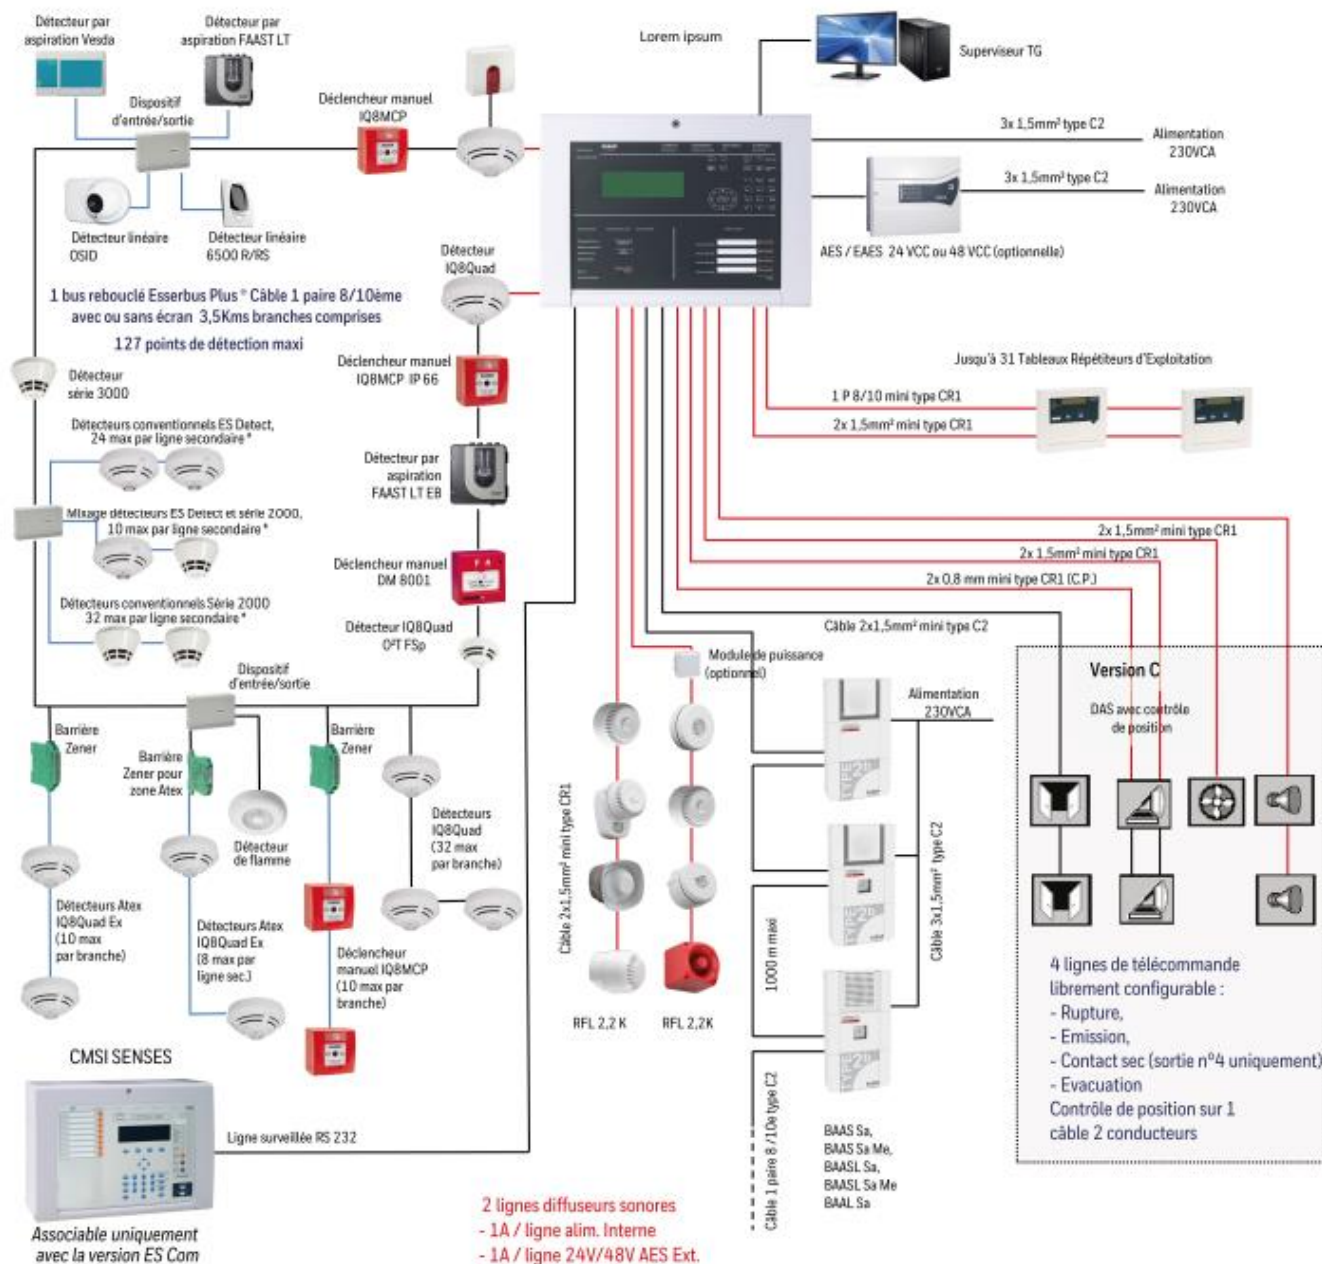 Détecteur par
aspiration Vesda
Détecteur par
aspiration FAAST LT
Lorem ipsum
Superviseur TG
Dispositif
d'entrée/sortie
Déclencheur manuel
IQ8MCP
3x 1,5mm² type C2
Alimentation
230VCA
3x 1,5mm² type C2
Alimentation
230VCA
Détecteur linéaire
OSID
Détecteur linéaire
6500 R/RS
Détecteur
IQ8Quad
AES / EAES 24 VCC ou 48 VCC (optionnelle)
1 bus rebouclé Esserbus Plus ® Câble 1 paire 8/10ème
avec ou sans écran 3,5Kms branches comprises
127 points de détection maxi
Déclencheur manuel
IQ8MCP IP 66
Jusqu'à 31 Tableaux Répétiteurs d'Exploitation
Détecteur
série 3000
1 P 8/10 mini type CR1
2x 1,5mm² mini type CR1
Détecteurs conventionnels ES Detect,
24 max par ligne secondaire *
Détecteur par
aspiration
FAAST LT EB
Mixage détecteurs ES Detect et série 2000,
10 max par ligne secondaire *
2x 1,5mm² mini type CR1
2x 1,5mm² mini type CR1
2x 0,8 mm mini type CR1 (C.P.)
Déclencheur manuel
DM 8001
Détecteurs conventionnels Série 2000
32 max par ligne secondaire *
Détecteur IQ8Quad
O²T FSp
Câble 2x1,5mm² mini type C2
Module de puissance
(optionnel)
Dispositif
d'entrée/sortie
Version C
DAS avec contrôle
de position
Alimentation
230VCA
Barrière
Zener
Barrière
Zener pour
zone Atex
Barrière
Zener
TYPE 2b
Détecteur
de flamme
Détecteurs
IQ8Quad
(32 max
par branche)
Câble 2x1,5mm² mini type CR1
Câble 3x1,5mm² type C2
TYPE 2b
Détecteurs Atex
IQ8Quad Ex
(10 max
par branche)
Détecteurs Atex
IQ8Quad Ex
(8 max par
ligne sec.)
Déclencheur
manuel IQ8MCP
(10 max par
branche)
1000 m maxi
4 lignes de télécommande
librement configurable :
- Rupture,
- Emission,
- Contact sec (sortie n°4 uniquement)
- Evacuation
Contrôle de position sur 1
câble 2 conducteurs
RFL 2,2 K
RFL 2,2K
TYPE 2b
CMSI SENSES
Ligne surveillée RS 232
Câble 1 paire 8 /10e type C2
BAAS Sa,
BAAS Sa Me,
BAASL Sa,
BAASL Sa Me
BAAL Sa
2 lignes diffuseurs sonores
- 1A / ligne alim. Interne
- 1A / ligne 24V/48V AES Ext.
Associable uniquement
avec la version ES Com